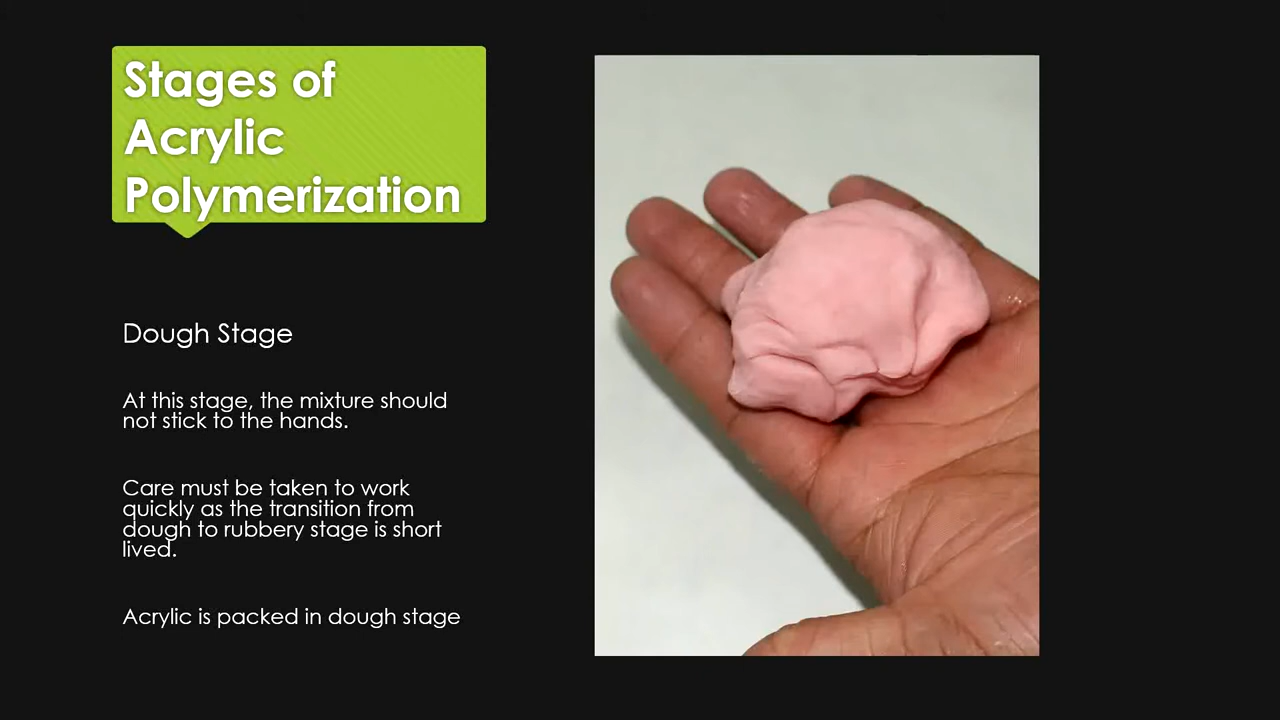 Stages of
Acrylic
Polymerization
Dough Stage
At this stage, the mixture should
not stick to the hands.
Care must be taken to work
quickly as the transition from
dough to rubbery stage is short
lived.
Acrylic is packed in dough stage